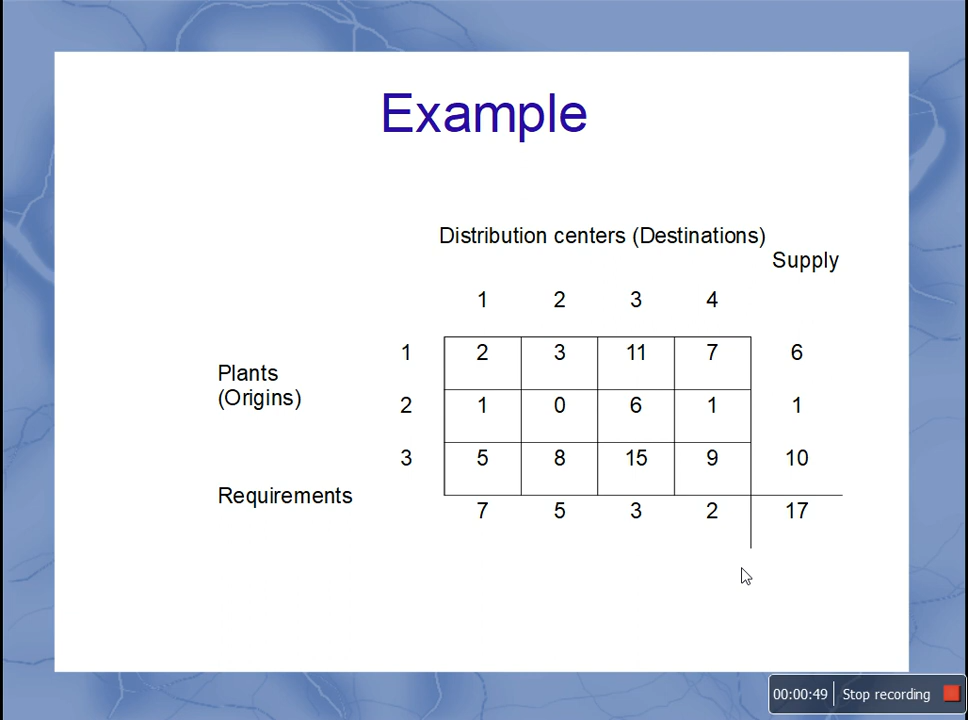 Example
Distribution centers (Destinations)
Supply
1 2 3 4
1 2 3 11 7 6
Plants
(Origins)
2 1 0 6 1 1
3 5 8 15 9 10
Requirements
7 5 3 2 17
00:00:49 Stop recording